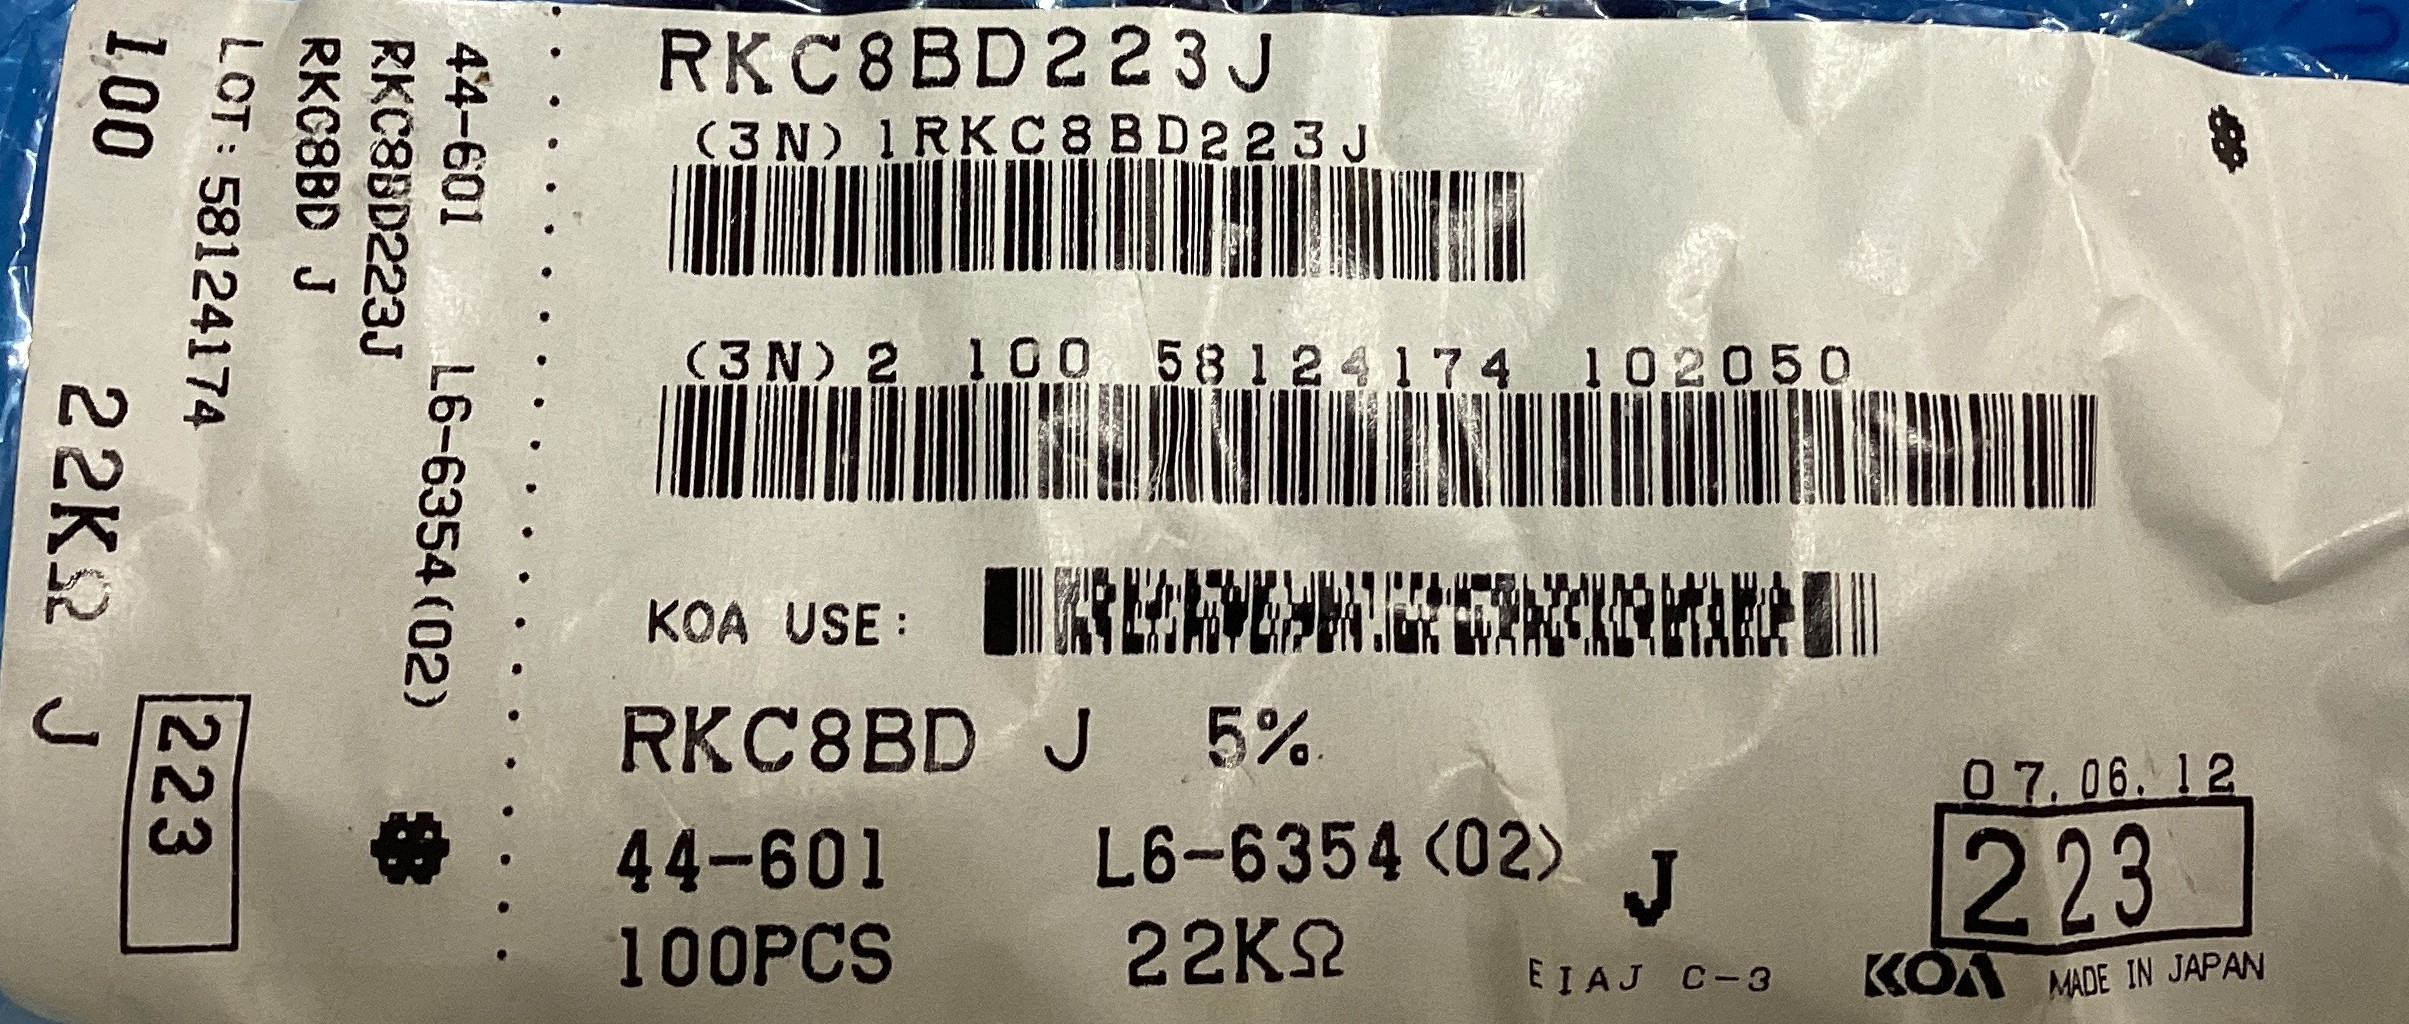 44-601 L6-6354(02)
RKC8BD223J
RKC8BD J
LOT: 58124174
100 22KΩ J
223
RKC8BD223J
(3N) 1RKC8BD223J
(3N) 2 100 58124174 102050
KOA USE:
RKC8BD J 5%
07.06.12
44-601 L6-6354(02) J
223
100PCS 22KΩ
EIAJ C-3
KOA MADE IN JAPAN